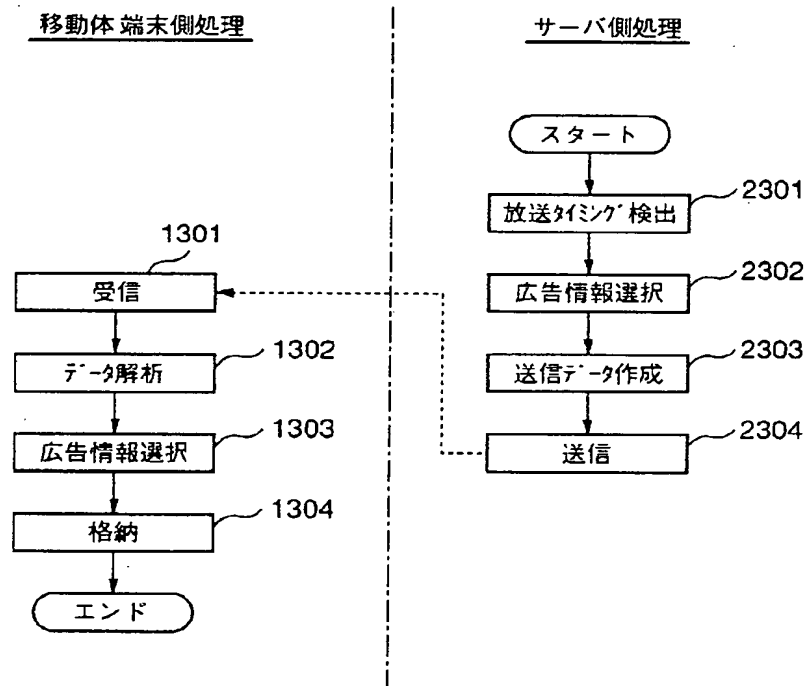 移動体端末側処理
サーバ側処理
スタート
2301
放送タイミング検出
2302
広告情報選択
2303
送信データ作成
2304
送信
1301
受信
1302
データ解析
1303
広告情報選択
1304
格納
エンド